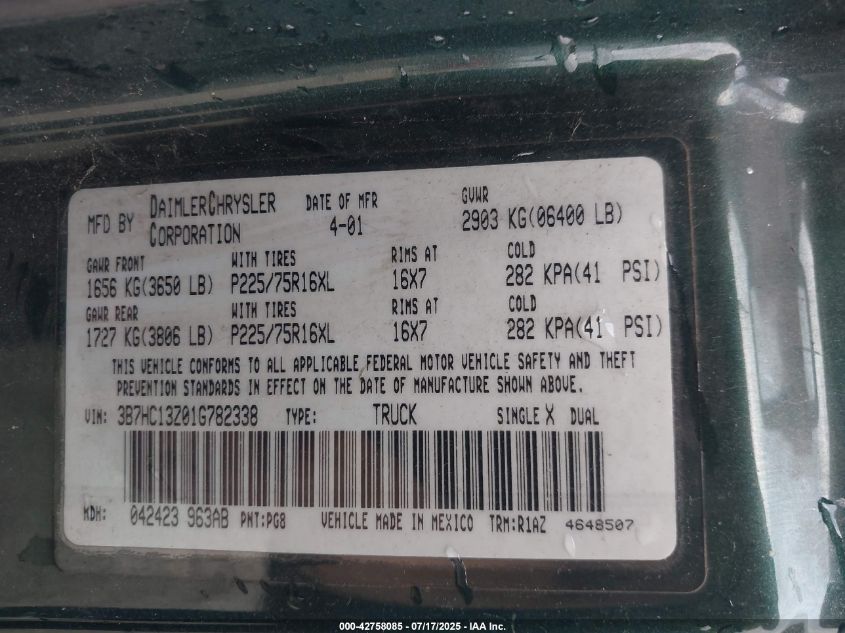 MFD BY DAIMLERCHRYSLER CORPORATION DATE OF MFR 4-01 GVWR 2903 KG(06400 LB)
GAWR FRONT WITH TIRES RIMS AT COLD
1656 KG(3650 LB) P225/75R16XL 16X7 282 KPA(41 PSI)
GAWR REAR WITH TIRES RIMS AT COLD
1727 KG(3806 LB) P225/75R16XL 16X7 282 KPA(41 PSI)
THIS VEHICLE CONFORMS TO ALL APPLICABLE FEDERAL MOTOR VEHICLE SAFETY AND THEFT
PREVENTION STANDARDS IN EFFECT ON THE DATE OF MANUFACTURE SHOWN ABOVE.
VIN: 3B7HC13Z01G782338 TYPE: TRUCK SINGLE X DUAL
MDH: 042423 963AB PNT:PG8 VEHICLE MADE IN MEXICO TRM:R1AZ 4648507
000-42758085 - 07/17/2025 - IAA Inc.